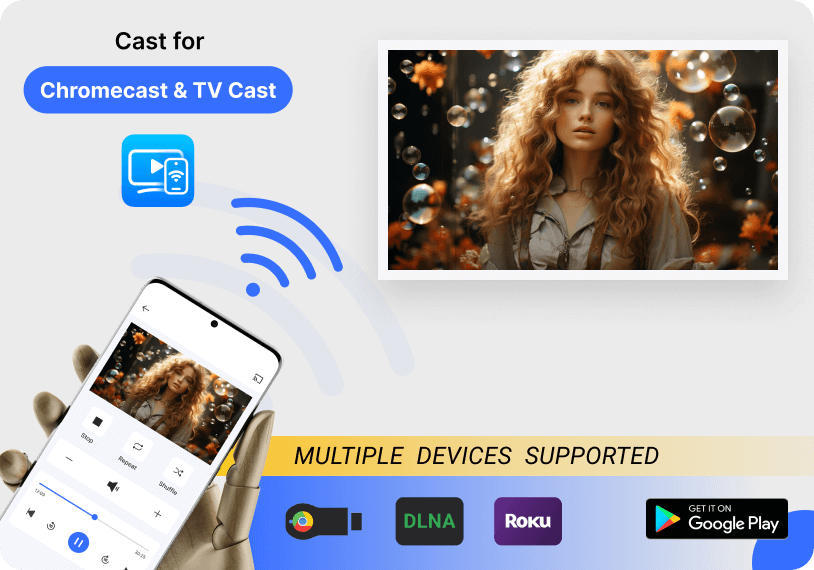 Cast for
Chromecast & TV Cast
Stop
Repeat
Shuffle
MULTIPLE DEVICES SUPPORTED
DLNA
ROKU
GET IT ON
Google Play